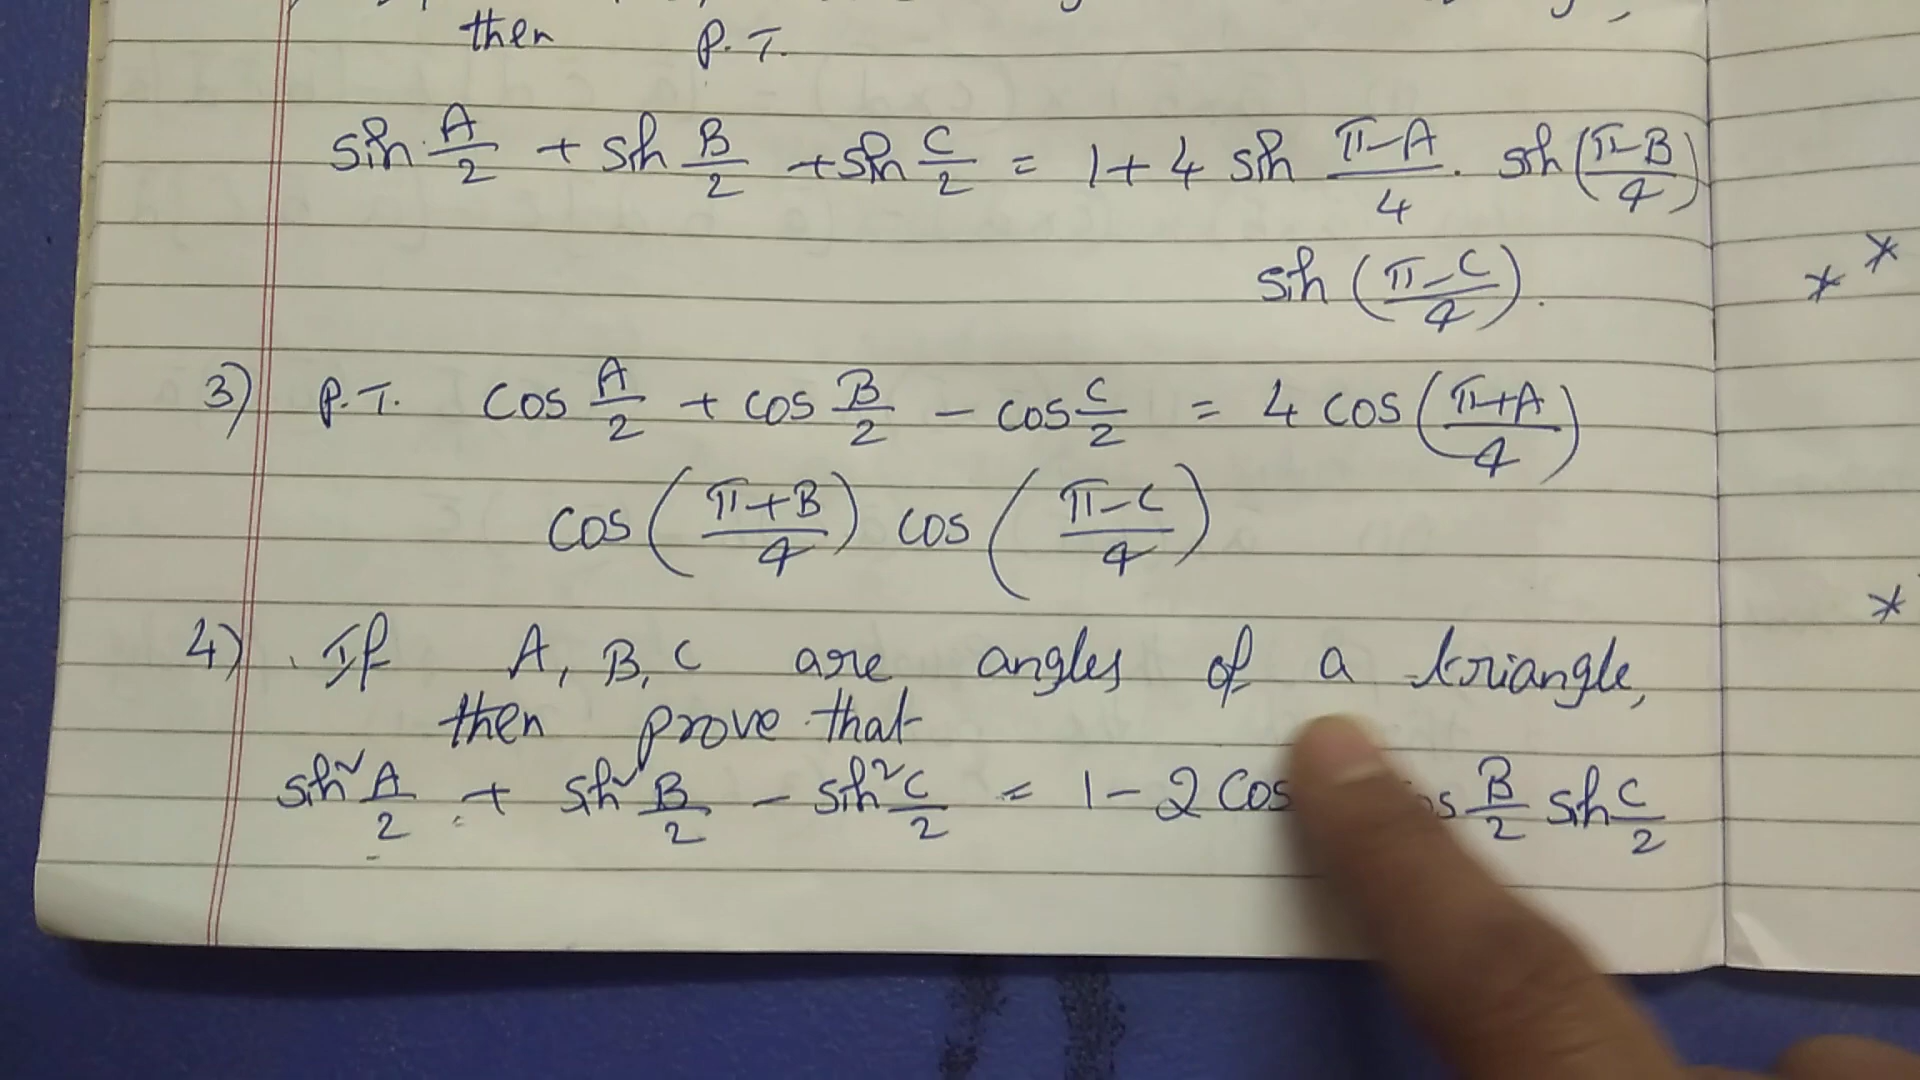 then P.T.
sin A/2 + sin B/2 + sin C/2 = 1 + 4 sin π-A/4 . sin (π-B/4)
sin (π-C/4).
3) P.T. cos A/2 + cos B/2 - cos C/2 = 4 cos (π+A/4)
cos (π+B/4) cos (π-C/4)
4) If A, B, C are angles of a triangle,
then prove that
sin² A/2 + sin² B/2 - sin² C/2 = 1 - 2 cos B/2 sin C/2